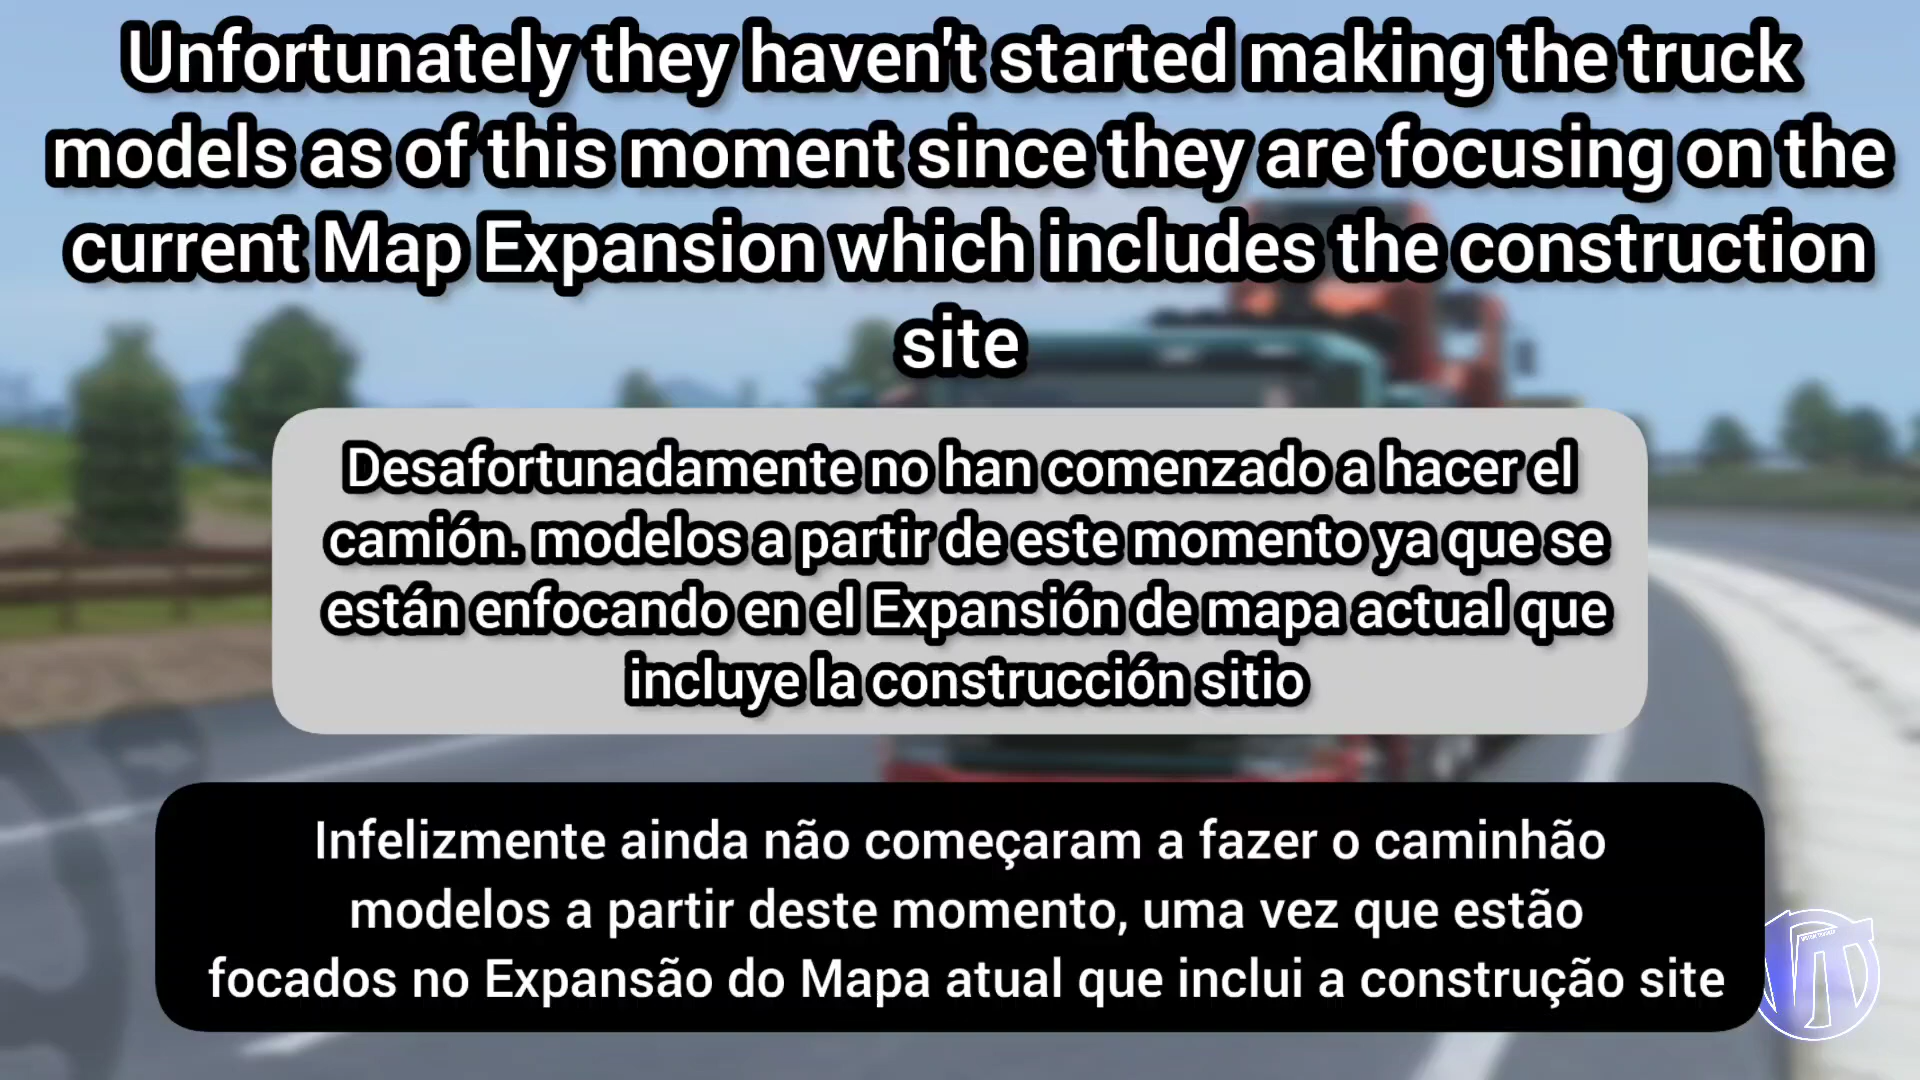 Unfortunately they haven't started making the truck
models as of this moment since they are focusing on the
current Map Expansion which includes the construction
site
Desafortunadamente no han comenzado a hacer el
camión. modelos a partir de este momento ya que se
están enfocando en el Expansión de mapa actual que
incluye la construcción sitio
Infelizmente ainda não começaram a fazer o caminhão
modelos a partir deste momento, uma vez que estão
focados no Expansão do Mapa atual que inclui a construção site